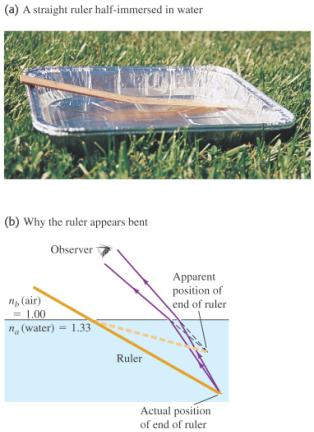 (a) A straight ruler half-immersed in water
(b) Why the ruler appears bent
Observer
Apparent
position of
end of ruler
n_b (air)
= 1.00
n_a (water) = 1.33
Ruler
Actual position
of end of ruler